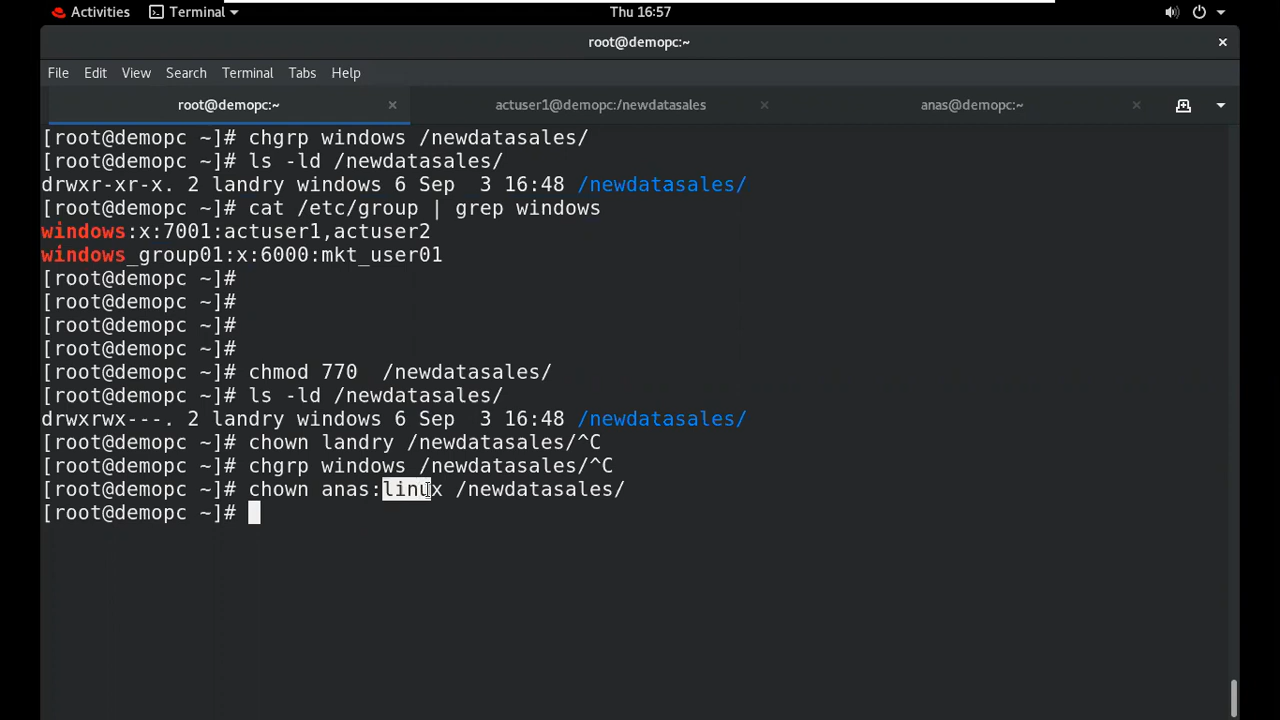 Activities Terminal Thu 16:57
root@demopc:~
File Edit View Search Terminal Tabs Help
root@demopc:~ actuser1@demopc:/newdatasales anas@demopc:~
[root@demopc ~]# chgrp windows /newdatasales/
[root@demopc ~]# ls -ld /newdatasales/
drwxr-xr-x. 2 landry windows 6 Sep  3 16:48 /newdatasales/
[root@demopc ~]# cat /etc/group | grep windows
windows:x:7001:actuser1,actuser2
windows_group01:x:6000:mkt_user01
[root@demopc ~]#
[root@demopc ~]#
[root@demopc ~]#
[root@demopc ~]#
[root@demopc ~]# chmod 770  /newdatasales/
[root@demopc ~]# ls -ld /newdatasales/
drwxrwx---. 2 landry windows 6 Sep  3 16:48 /newdatasales/
[root@demopc ~]# chown landry /newdatasales/^C
[root@demopc ~]# chgrp windows /newdatasales/^C
[root@demopc ~]# chown anas:linux /newdatasales/
[root@demopc ~]#